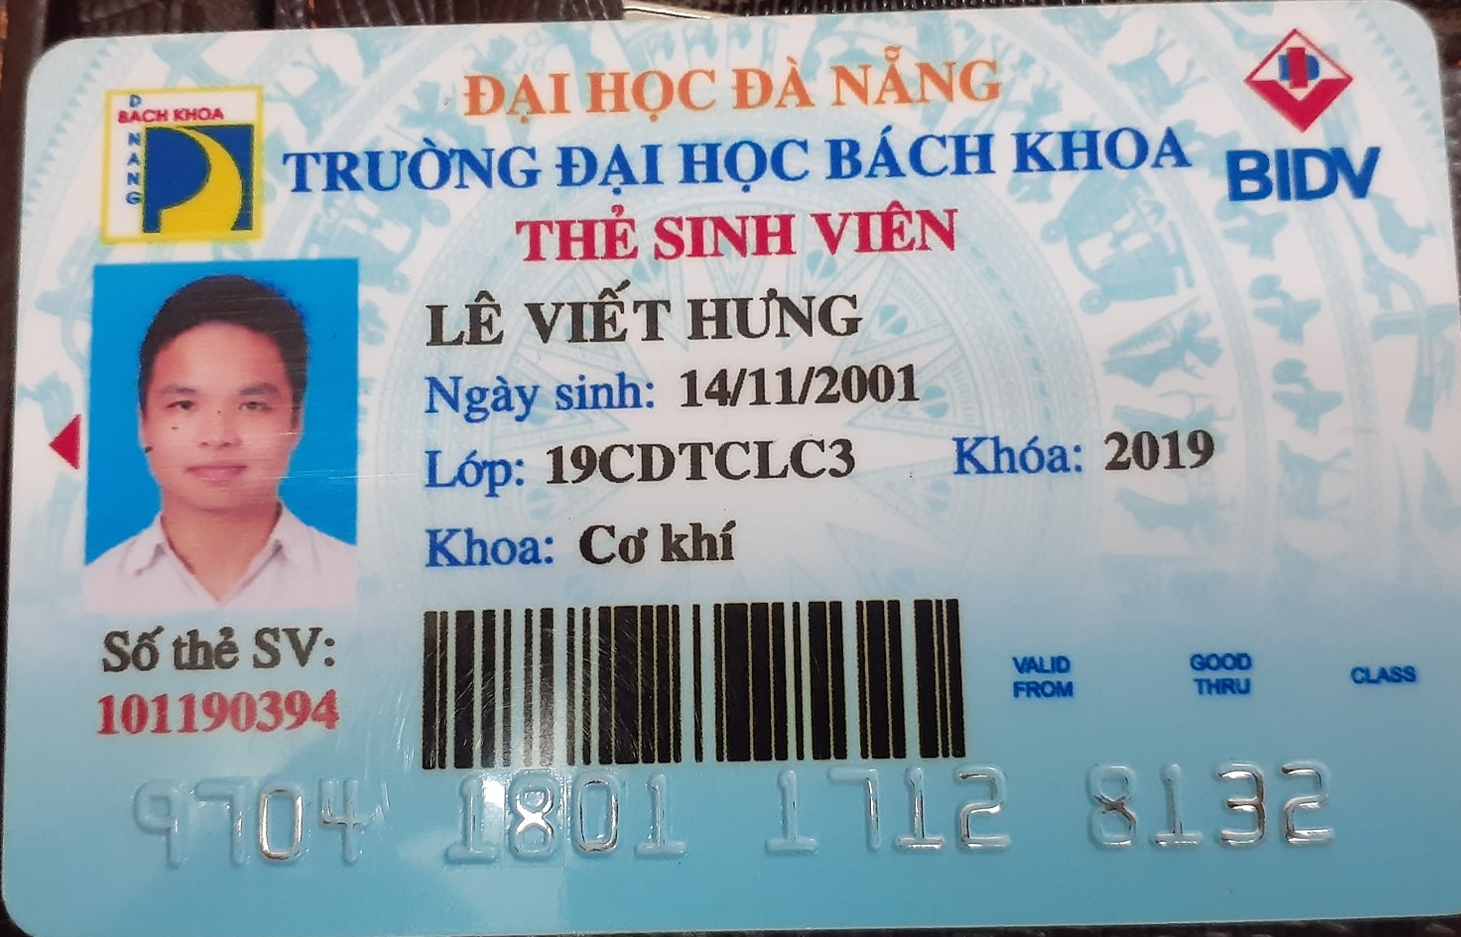 ĐẠI HỌC ĐÀ NẴNG
D
BACH KHOA
N
A
N
G
TRƯỜNG ĐẠI HỌC BÁCH KHOA
BIDV
THẺ SINH VIÊN
LÊ VIẾT HƯNG
Ngày sinh: 14/11/2001
Lớp: 19CDTCLC3 Khóa: 2019
Khoa: Cơ khí
Số thẻ SV:
101190394
VALID FROM
GOOD THRU
CLASS
9704 1801 1712 8132